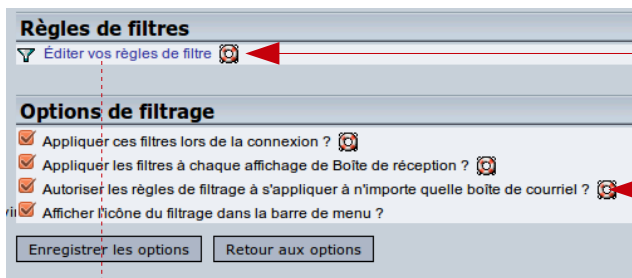 Règles de filtres
Éditer vos règles de filtre
Options de filtrage
Appliquer ces filtres lors de la connexion ?
Appliquer les filtres à chaque affichage de Boîte de réception ?
Autoriser les règles de filtrage à s'appliquer à n'importe quelle boîte de courriel ?
Afficher l'icône du filtrage dans la barre de menu ?
Enregistrer les options Retour aux options